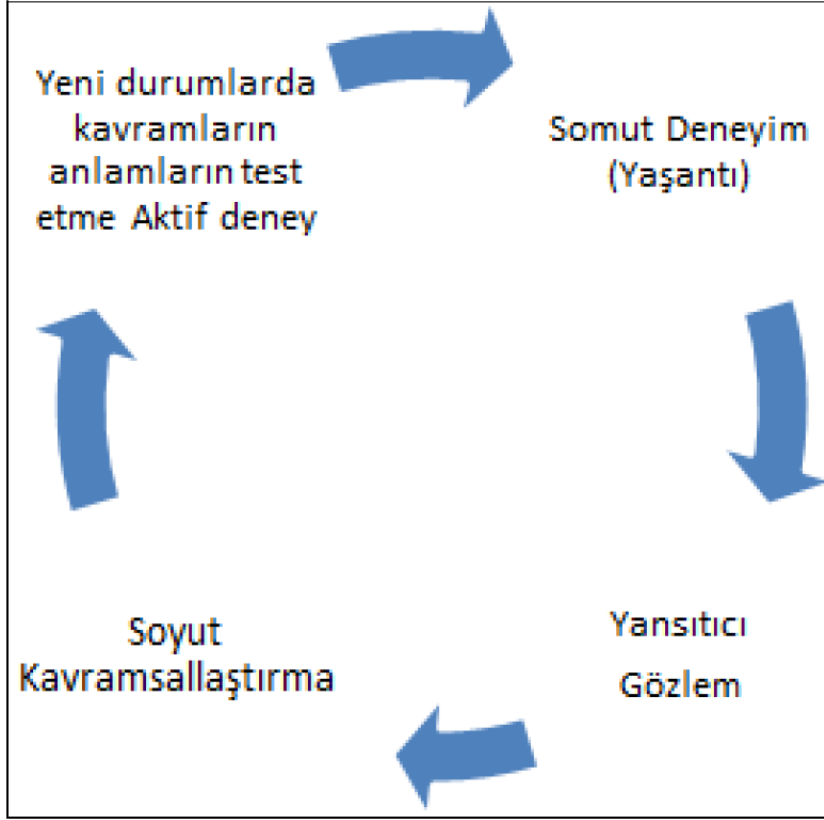 Yeni durumlarda
kavramların
anlamların test
etme Aktif deney
Somut Deneyim
(Yaşantı)
Yansıtıcı
Gözlem
Soyut
Kavramsallaştırma